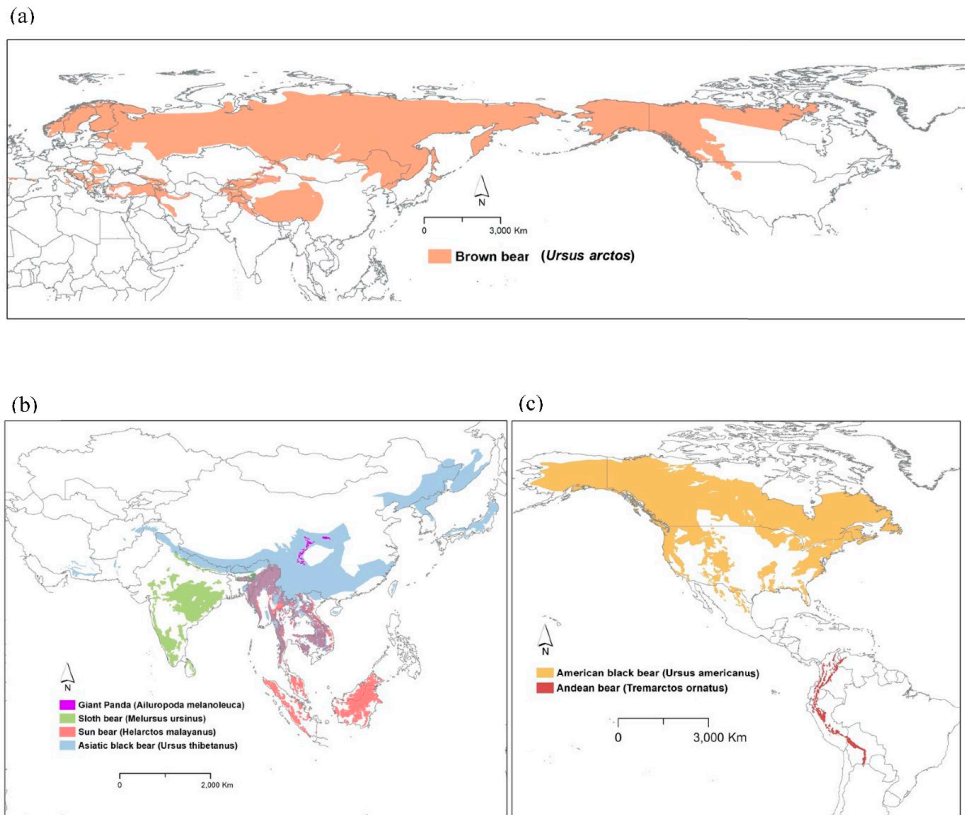 (a)
N
0 3,000 Km
Brown bear (Ursus arctos)
(b)
N
Giant Panda (Ailuropoda melanoleuca)
Sloth bear (Melursus ursinus)
Sun bear (Helarctos malayanus)
Asiatic black bear (Ursus thibetanus)
0 2,000 Km
(c)
N
American black bear (Ursus americanus)
Andean bear (Tremarctos ornatus)
0 3,000 Km